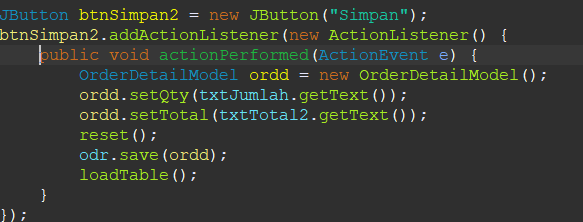 JButton btnSimpan2 = new JButton("Simpan");
btnSimpan2.addActionListener(new ActionListener() {
    public void actionPerformed(ActionEvent e) {
        OrderDetailModel ordd = new OrderDetailModel();
        ordd.setQty(txtJumlah.getText());
        ordd.setTotal(txtTotal2.getText());
        reset();
        odr.save(ordd);
        loadTable();
    }
});